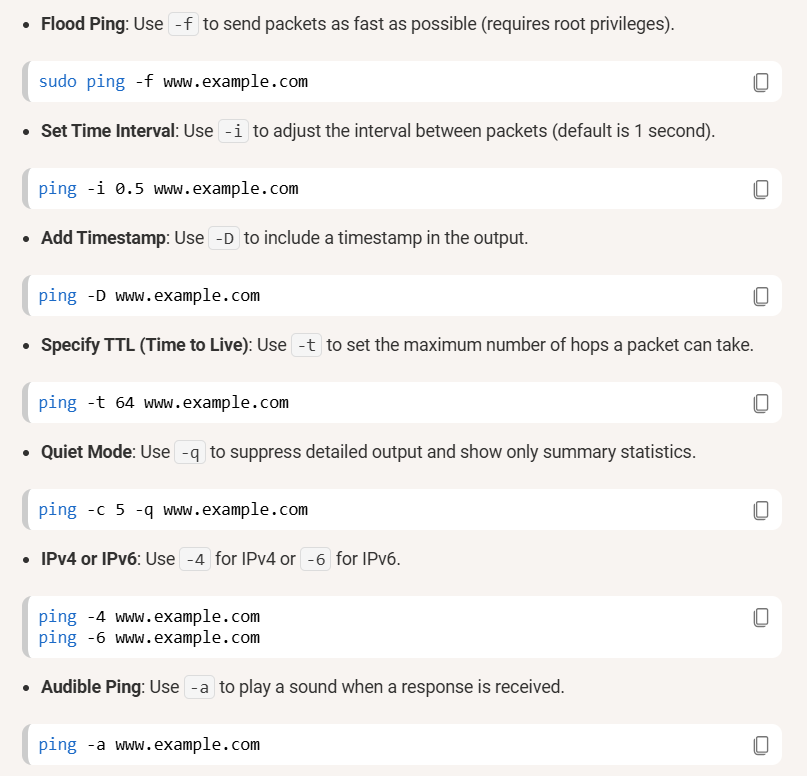 • Flood Ping: Use -f to send packets as fast as possible (requires root privileges).
sudo ping -f www.example.com
• Set Time Interval: Use -i to adjust the interval between packets (default is 1 second).
ping -i 0.5 www.example.com
• Add Timestamp: Use -D to include a timestamp in the output.
ping -D www.example.com
• Specify TTL (Time to Live): Use -t to set the maximum number of hops a packet can take.
ping -t 64 www.example.com
• Quiet Mode: Use -q to suppress detailed output and show only summary statistics.
ping -c 5 -q www.example.com
• IPv4 or IPv6: Use -4 for IPv4 or -6 for IPv6.
ping -4 www.example.com
ping -6 www.example.com
• Audible Ping: Use -a to play a sound when a response is received.
ping -a www.example.com